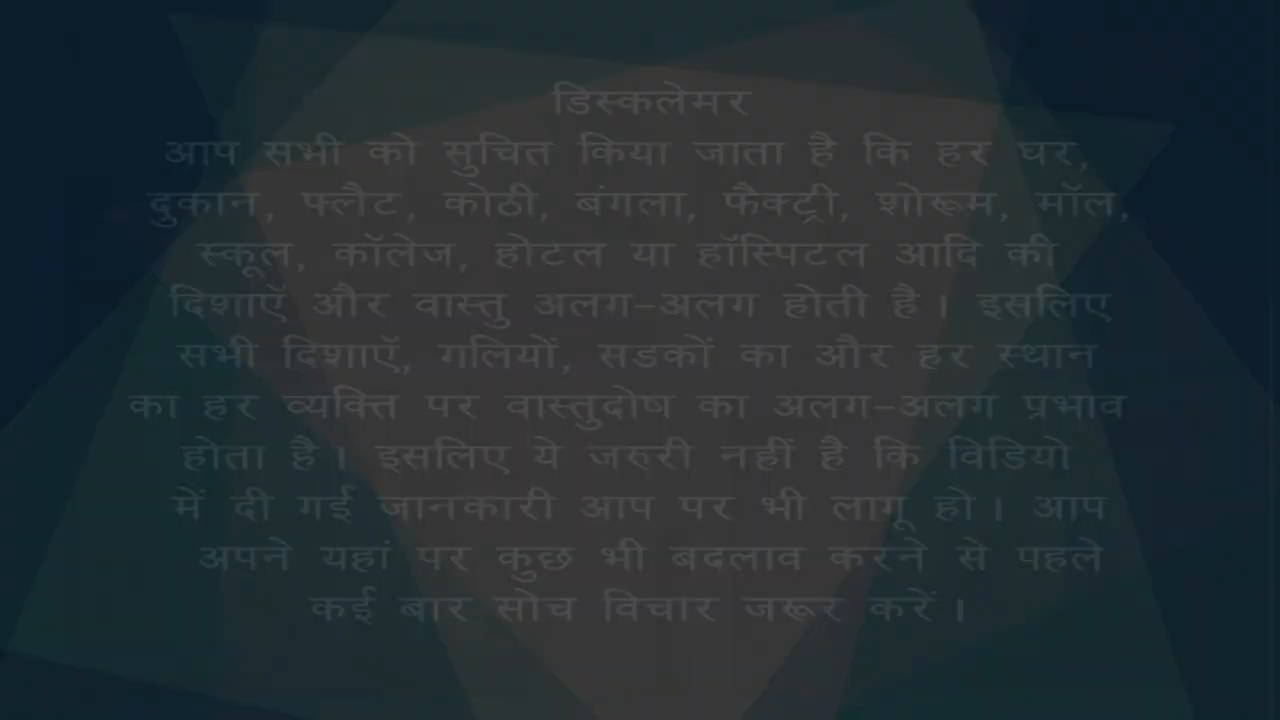 डिस्कलेमर
आप सभी को सुचित किया जाता है कि हर घर,
दुकान, फ्लैट, कोठी, बंगला, फैक्ट्री, शोरूम, मॉल,
स्कूल, कॉलेज, होटल या हॉस्पिटल आदि की
दिशाएॅ और वास्तु अलग–अलग होती है। इसलिए
सभी दिशाएॅ, गलियों, सडकों का और हर स्थान
का हर व्यक्ति पर वास्तुदोष का अलग–अलग प्रभाव
होता है। इसलिए ये जरुरी नहीं है कि विडियो
में दी गई जानकारी आप पर भी लागू हो। आप
अपने यहां पर कुछ भी बदलाव करने से पहले
कई बार सोच विचार जरूर करें।